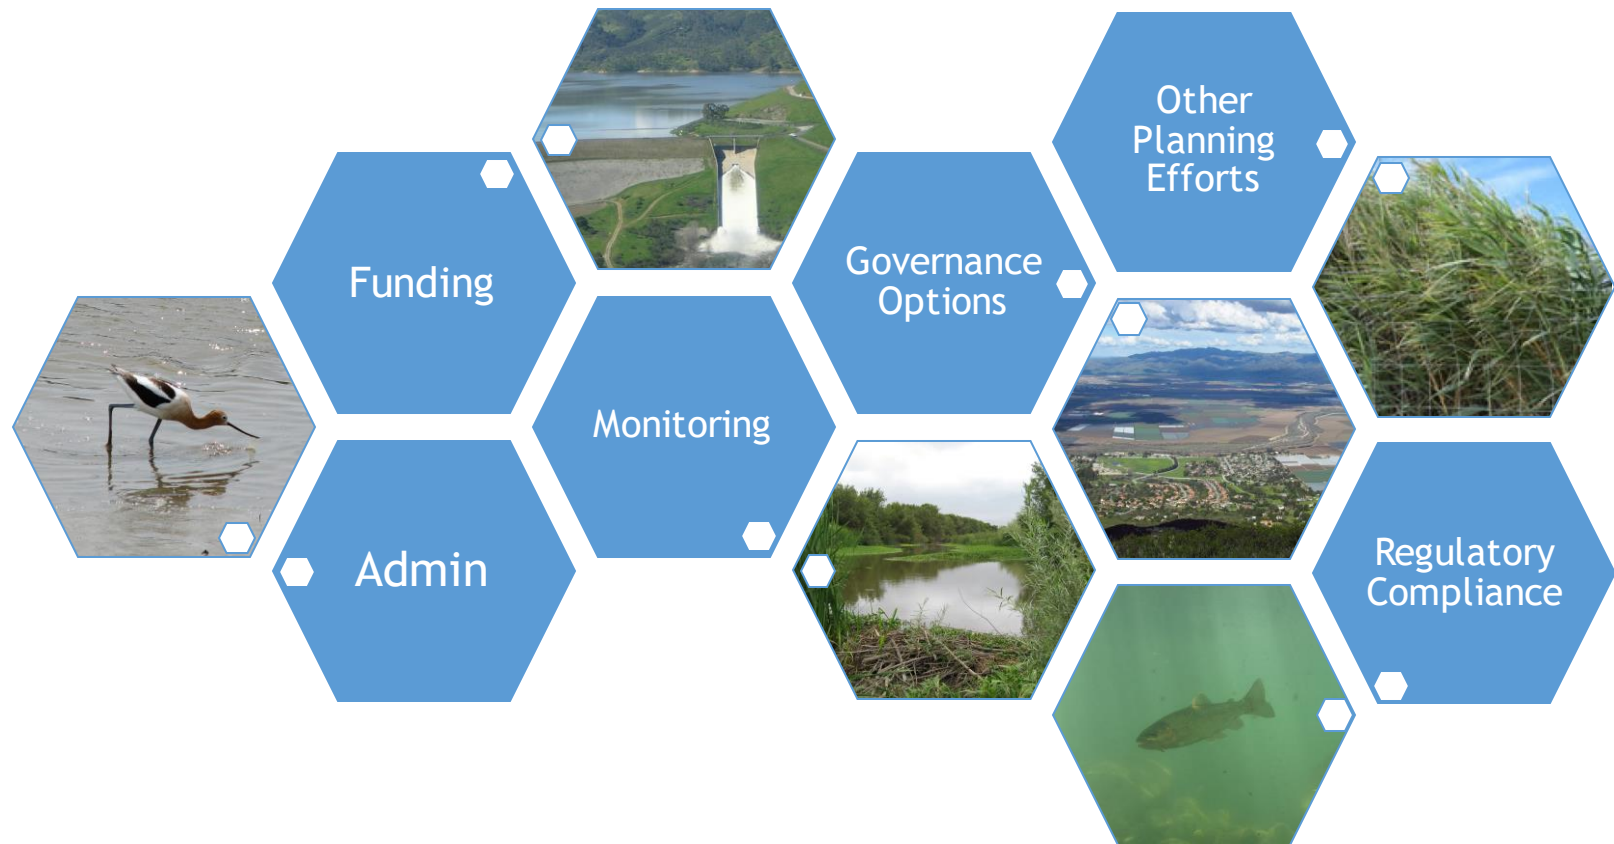 Other
Planning
Efforts
Funding
Governance
Options
Monitoring
Admin
Regulatory
Compliance